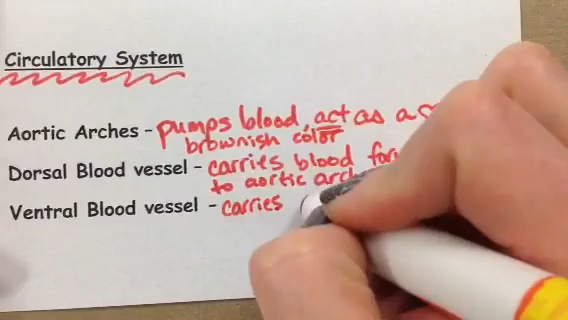 Circulatory System
Aortic Arches - pumps blood, act as a
brownish color
Dorsal Blood vessel - carries blood for
to aortic arch
Ventral Blood vessel - carries